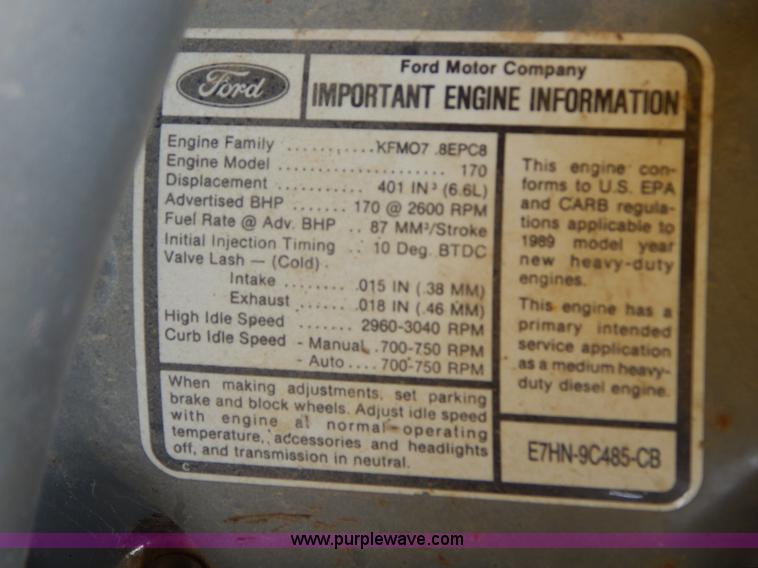 Ford
Ford Motor Company
IMPORTANT ENGINE INFORMATION
Engine Family ..........KFM07 .8EPC8
Engine Model ..................... 170
Displacement ........... 401 IN³ (6.6L)
Advertised BHP ....... 170 @ 2600 RPM
Fuel Rate @ Adv. BHP .. 87 MM³/Stroke
Initial Injection Timing .. 10 Deg. BTDC
Valve Lash — (Cold) .
Intake ..... .015 IN (.38 MM)
Exhaust ...... .018 IN (.46 MM)
High Idle Speed ....... 2960-3040 RPM
Curb Idle Speed - Manual .700-750 RPM
- Auto .... 700-750 RPM
This engine con-
forms to U.S. EPA
and CARB regula-
tions applicable to
1989 model year
new heavy-duty
engines.
This engine has a
primary intended
service application
as a medium heavy-
duty diesel engine.
When making adjustments, set parking
brake and block wheels. Adjust idle speed
with engine at normal operating
temperature, accessories and headlights
off, and transmission in neutral.
E7HN-9C485-CB
C
www.purplewave.com